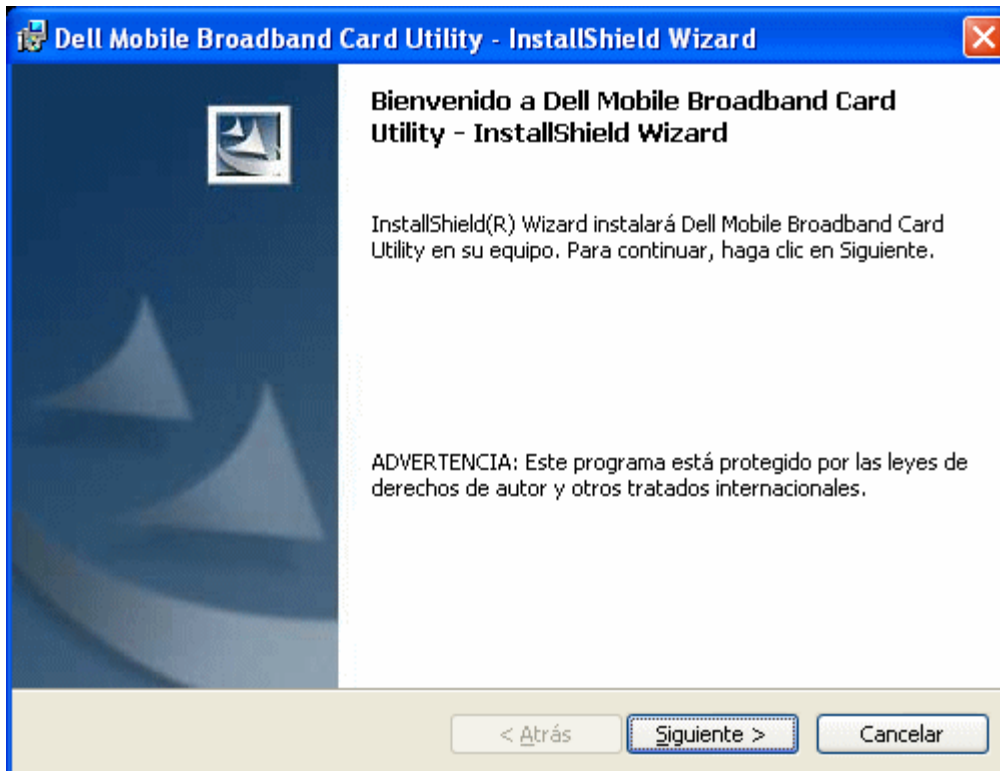 Dell Mobile Broadband Card Utility - InstallShield Wizard
Bienvenido a Dell Mobile Broadband Card
Utility - InstallShield Wizard
InstallShield(R) Wizard instalará Dell Mobile Broadband Card
Utility en su equipo. Para continuar, haga clic en Siguiente.
ADVERTENCIA: Este programa está protegido por las leyes de
derechos de autor y otros tratados internacionales.
< Atrás
Siguiente >
Cancelar